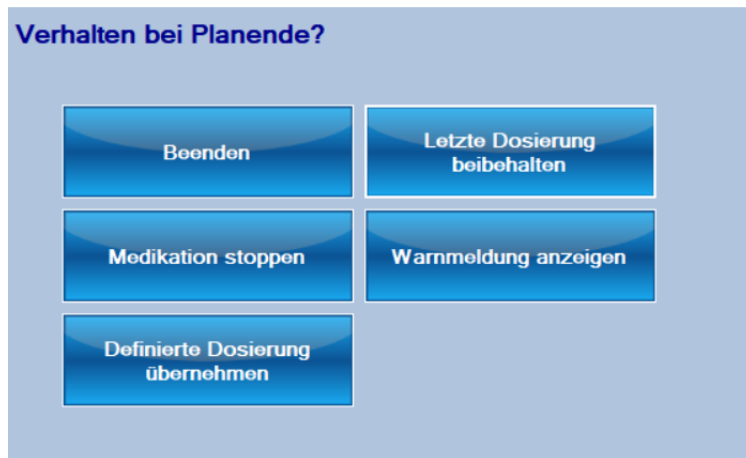 Verhalten bei Planende?
Beenden
Letzte Dosierung
beibehalten
Medikation stoppen
Warnmeldung anzeigen
Definierte Dosierung
übernehmen